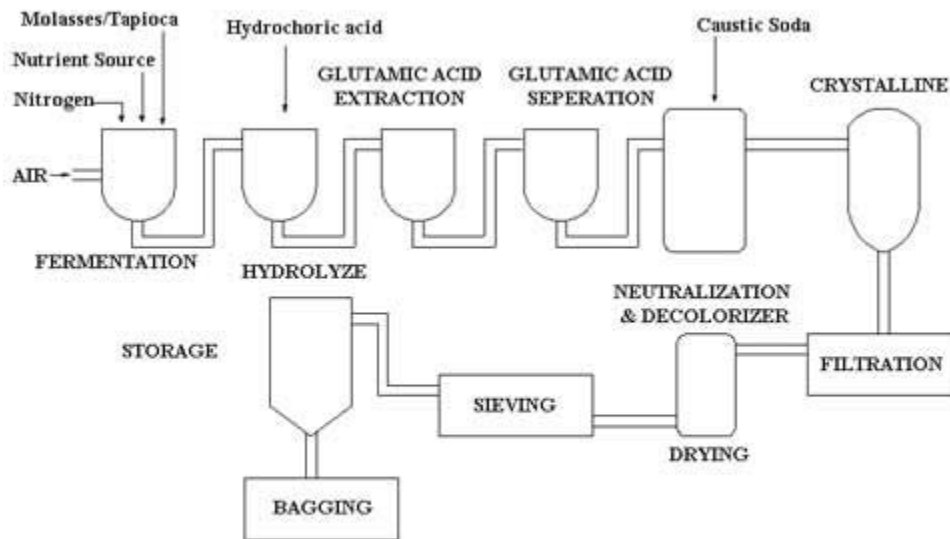 Molasses/Tapioca
Nutrient Source
Nitrogen
AIR
FERMENTATION
Hydrochoric acid
HYDROLYZE
GLUTAMIC ACID
EXTRACTION
GLUTAMIC ACID
SEPERATION
Caustic Soda
CRYSTALLINE
NEUTRALIZATION
& DECOLORIZER
FILTRATION
DRYING
SIEVING
STORAGE
BAGGING